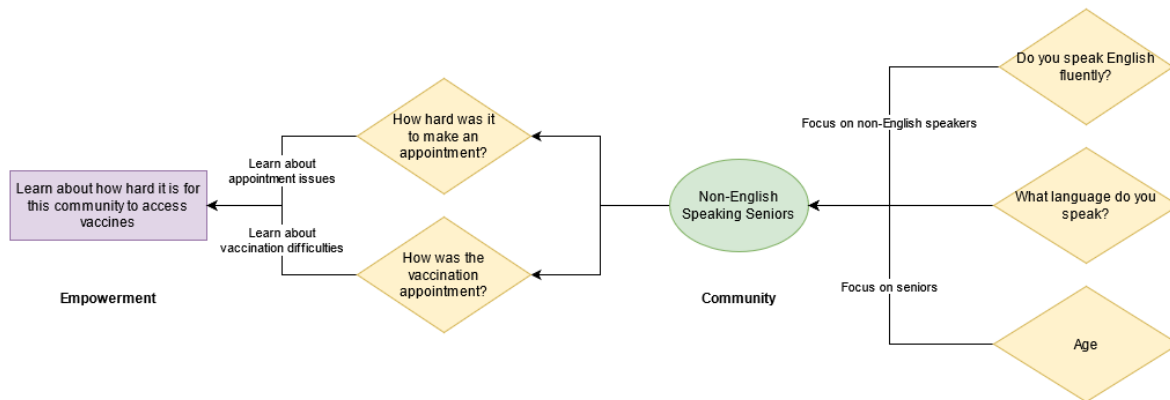 Do you speak English
fluently?
How hard was it
to make an
appointment?
Focus on non-English speakers
Learn about
appointment issues
Learn about how hard it is for
this community to access
vaccines
Non-English
Speaking Seniors
What language do you
speak?
Learn about
vaccination difficulties
How was the
vaccination
appointment?
Focus on seniors
Empowerment
Community
Age